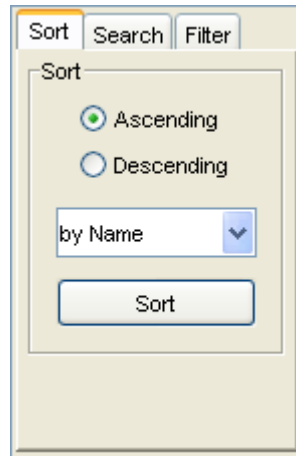 Sort Search Filter
Sort
Ascending
Descending
by Name
Sort